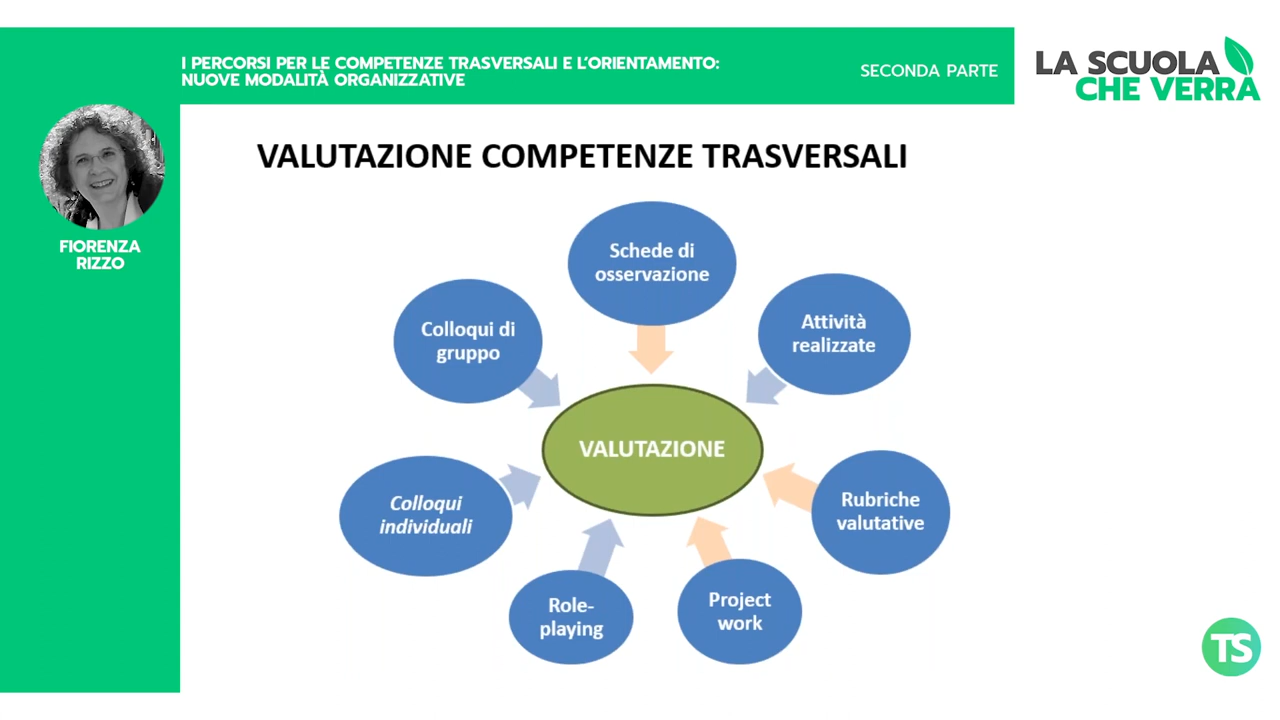 I PERCORSI PER LE COMPETENZE TRASVERSALI E L'ORIENTAMENTO:
NUOVE MODALITÀ ORGANIZZATIVE
SECONDA PARTE
LA SCUOLA
CHE VERRÀ
FIORENZA
RIZZO
VALUTAZIONE COMPETENZE TRASVERSALI
Schede di
osservazione
Colloqui di
gruppo
Attività
realizzate
VALUTAZIONE
Colloqui
individuali
Rubriche
valutative
Role-
playing
Project
work
TS